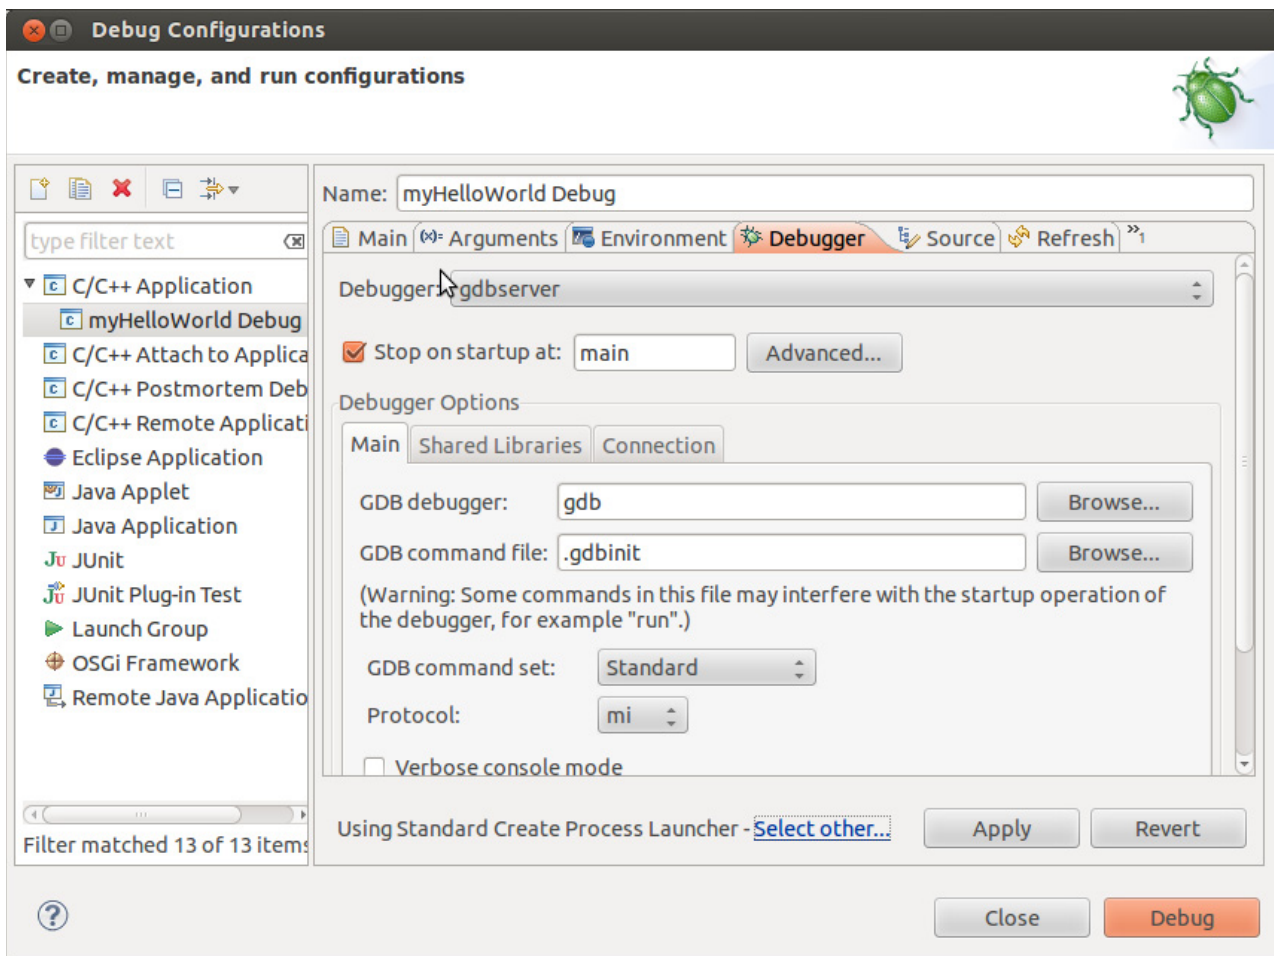 Debug Configurations
Create, manage, and run configurations
type filter text
C/C++ Application
myHelloWorld Debug
C/C++ Attach to Applica
C/C++ Postmortem Deb
C/C++ Remote Applicati
Eclipse Application
Java Applet
Java Application
JUnit
JUnit Plug-in Test
Launch Group
OSGi Framework
Remote Java Applicatio
Filter matched 13 of 13 items
Name: myHelloWorld Debug
Main Arguments Environment Debugger Source Refresh »1
Debugger: gdbserver
Stop on startup at: main Advanced...
Debugger Options
Main Shared Libraries Connection
GDB debugger: gdb Browse...
GDB command file: .gdbinit Browse...
(Warning: Some commands in this file may interfere with the startup operation of
the debugger, for example "run".)
GDB command set: Standard
Protocol: mi
Verbose console mode
Using Standard Create Process Launcher - Select other... Apply Revert
Close Debug